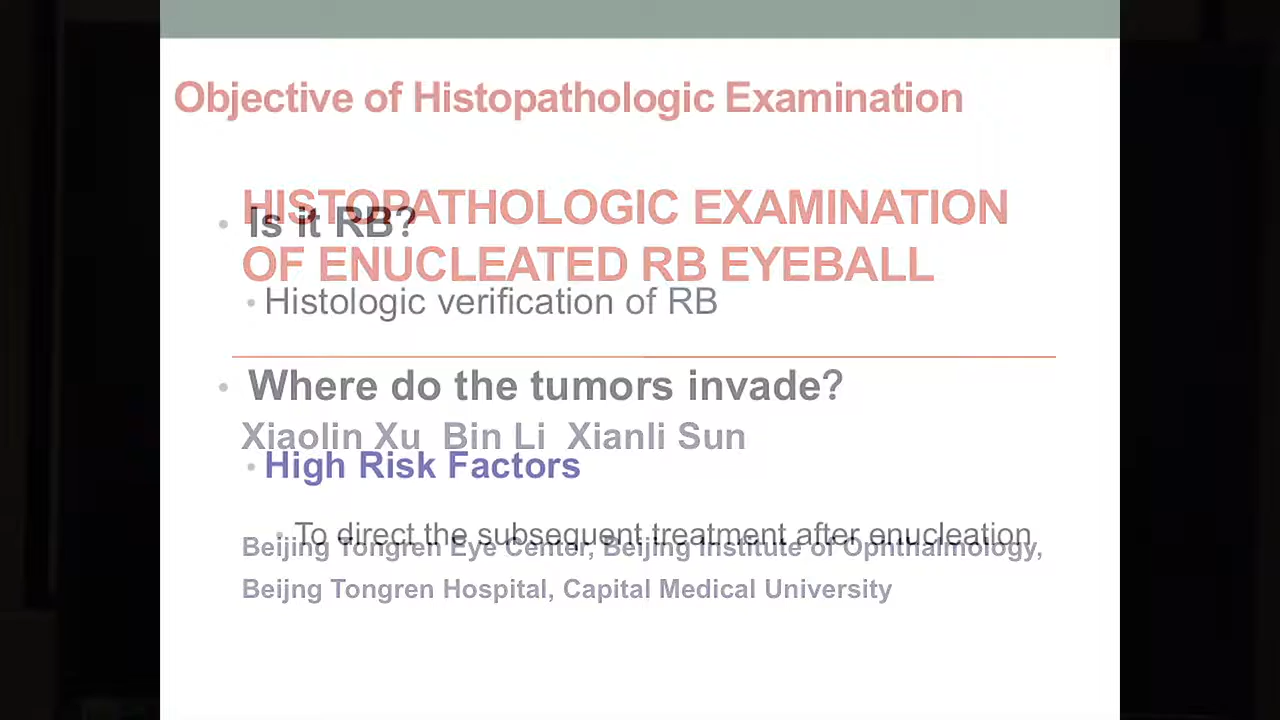 Objective of Histopathologic Examination
HISTOPATHOLOGIC EXAMINATION
• Is it RB?
OF ENUCLEATED RB EYEBALL
• Histologic verification of RB
• Where do the tumors invade?
Xiaolin Xu Bin Li Xianli Sun
• High Risk Factors
• To direct the subsequent treatment after enucleation
Beijing Tongren Eye Center, Beijing Institute of Ophthalmology,
Beijng Tongren Hospital, Capital Medical University